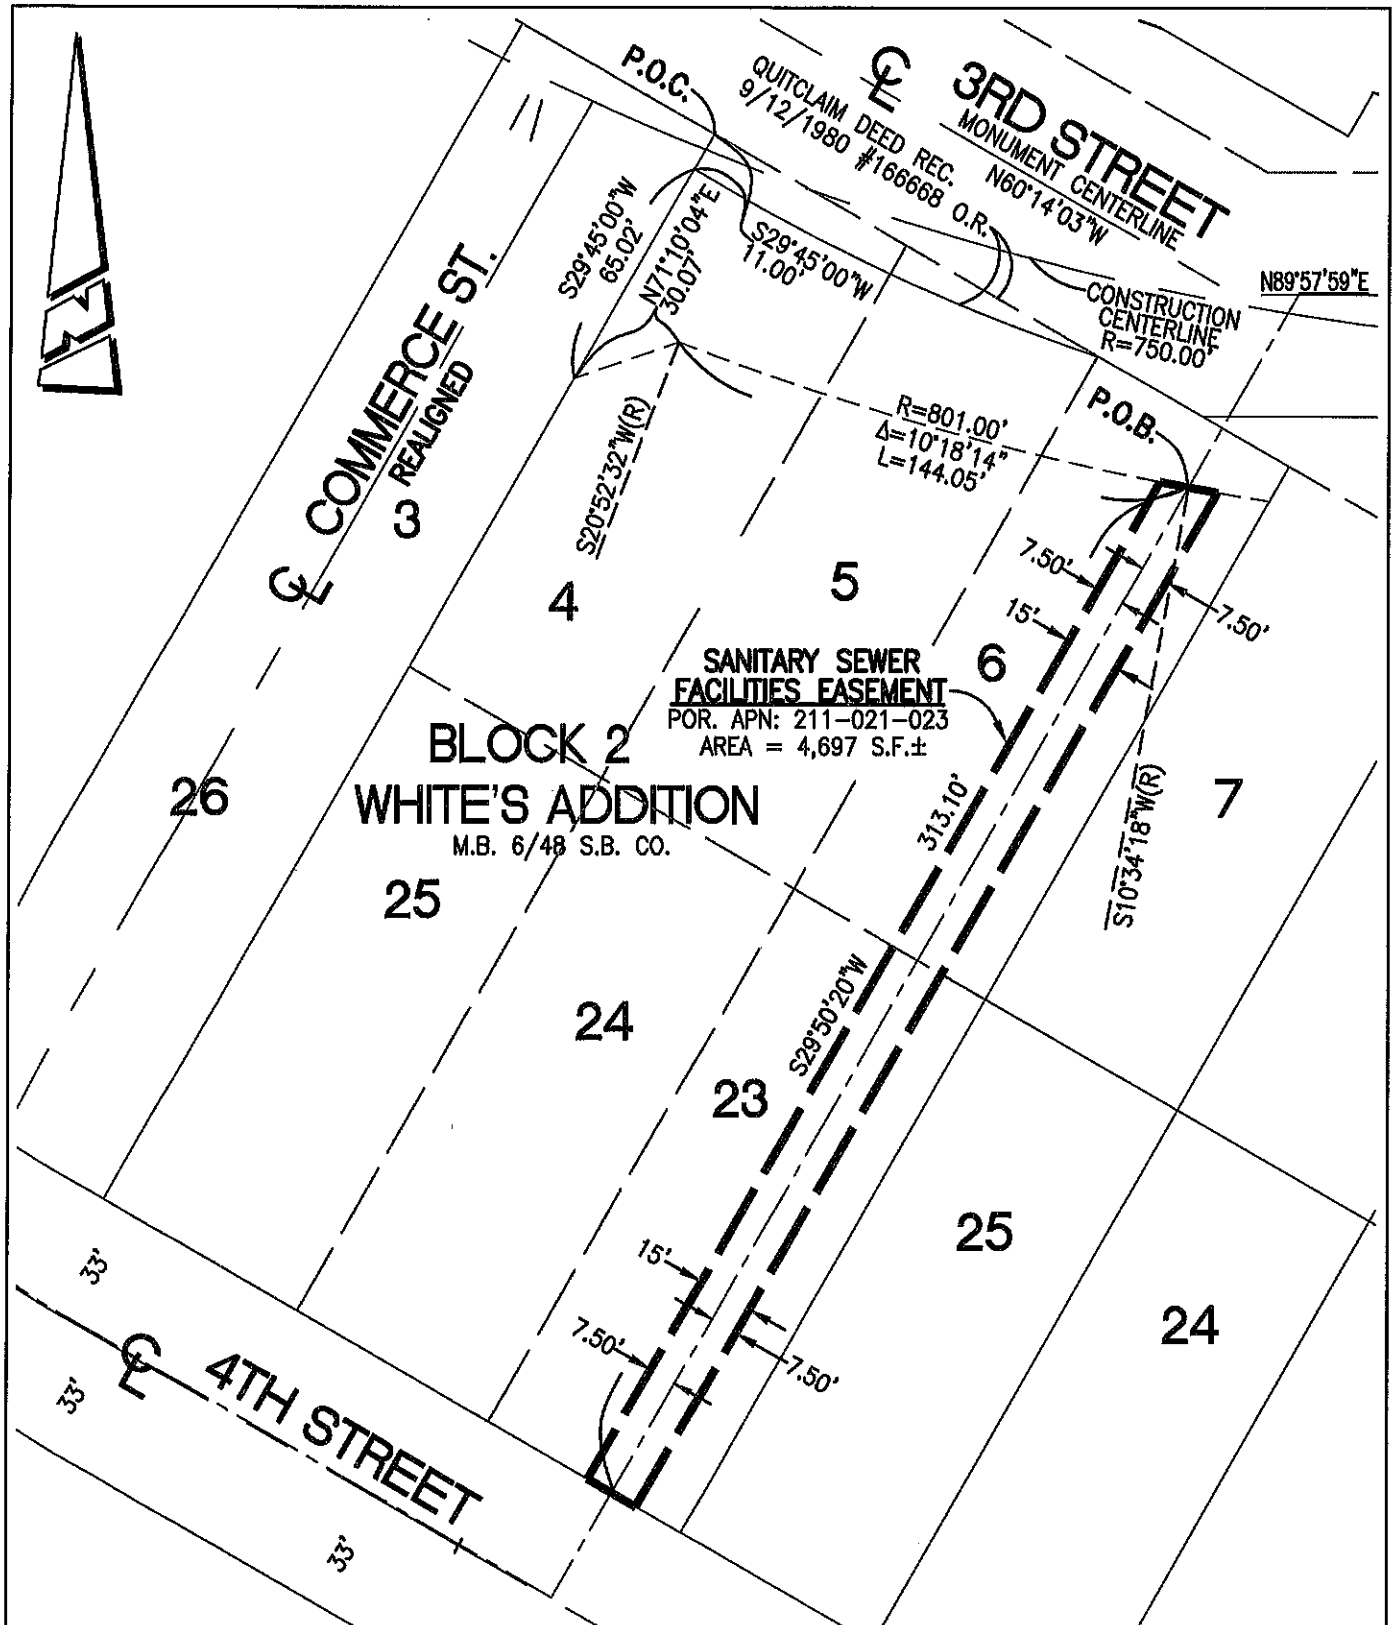 P.O.C.
QUITCLAIM DEED REC.
9/12/1980 #166668 O.R.
℄ 3RD STREET
MONUMENT CENTERLINE
N60°14'03"W
S29°45'00"W
65.02'
N71°10'04"E
30.07'
S29°45'00"W
11.00'
CONSTRUCTION
CENTERLINE
R=750.00'
N89°57'59"E
N
℄ COMMERCE ST.
REALIGNED
3
S20°52'32"W(R)
R=801.00'
Δ=10°18'14"
L=144.05'
P.O.B.
4
5
6
7
7.50'
15'
7.50'
SANITARY SEWER
FACILITIES EASEMENT
POR. APN: 211-021-023
AREA = 4,697 S.F.±
BLOCK 2
WHITE'S ADDITION
M.B. 6/48 S.B. CO.
26
313.10'
S10°34'18"W(R)
25
24
S29°50'20"W
23
25
24
15'
7.50'
7.50'
33'
℄ 4TH STREET
33'
33'